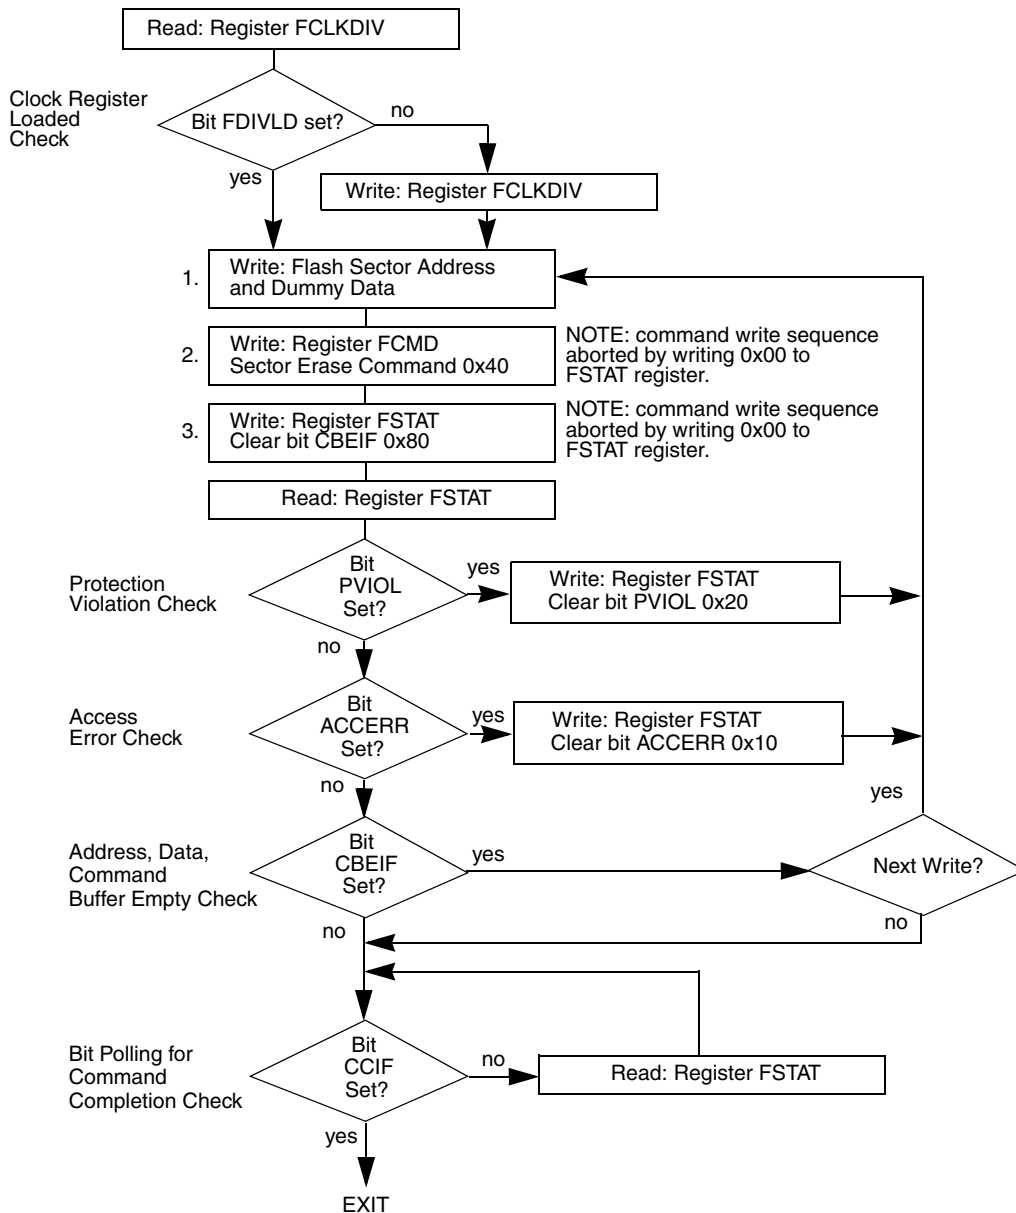 Read: Register FCLKDIV
Clock Register
Loaded
Check
Bit FDIVLD set?
no
yes
Write: Register FCLKDIV
1.
Write: Flash Sector Address
and Dummy Data
2.
Write: Register FCMD
Sector Erase Command 0x40
NOTE: command write sequence
aborted by writing 0x00 to
FSTAT register.
3.
Write: Register FSTAT
Clear bit CBEIF 0x80
NOTE: command write sequence
aborted by writing 0x00 to
FSTAT register.
Read: Register FSTAT
Protection
Violation Check
Bit
PVIOL
Set?
yes
Write: Register FSTAT
Clear bit PVIOL 0x20
no
Access
Error Check
Bit
ACCERR
Set?
yes
Write: Register FSTAT
Clear bit ACCERR 0x10
no
yes
Address, Data,
Command
Buffer Empty Check
Bit
CBEIF
Set?
yes
Next Write?
no
no
Bit Polling for
Command
Completion Check
Bit
CCIF
Set?
no
Read: Register FSTAT
yes
EXIT